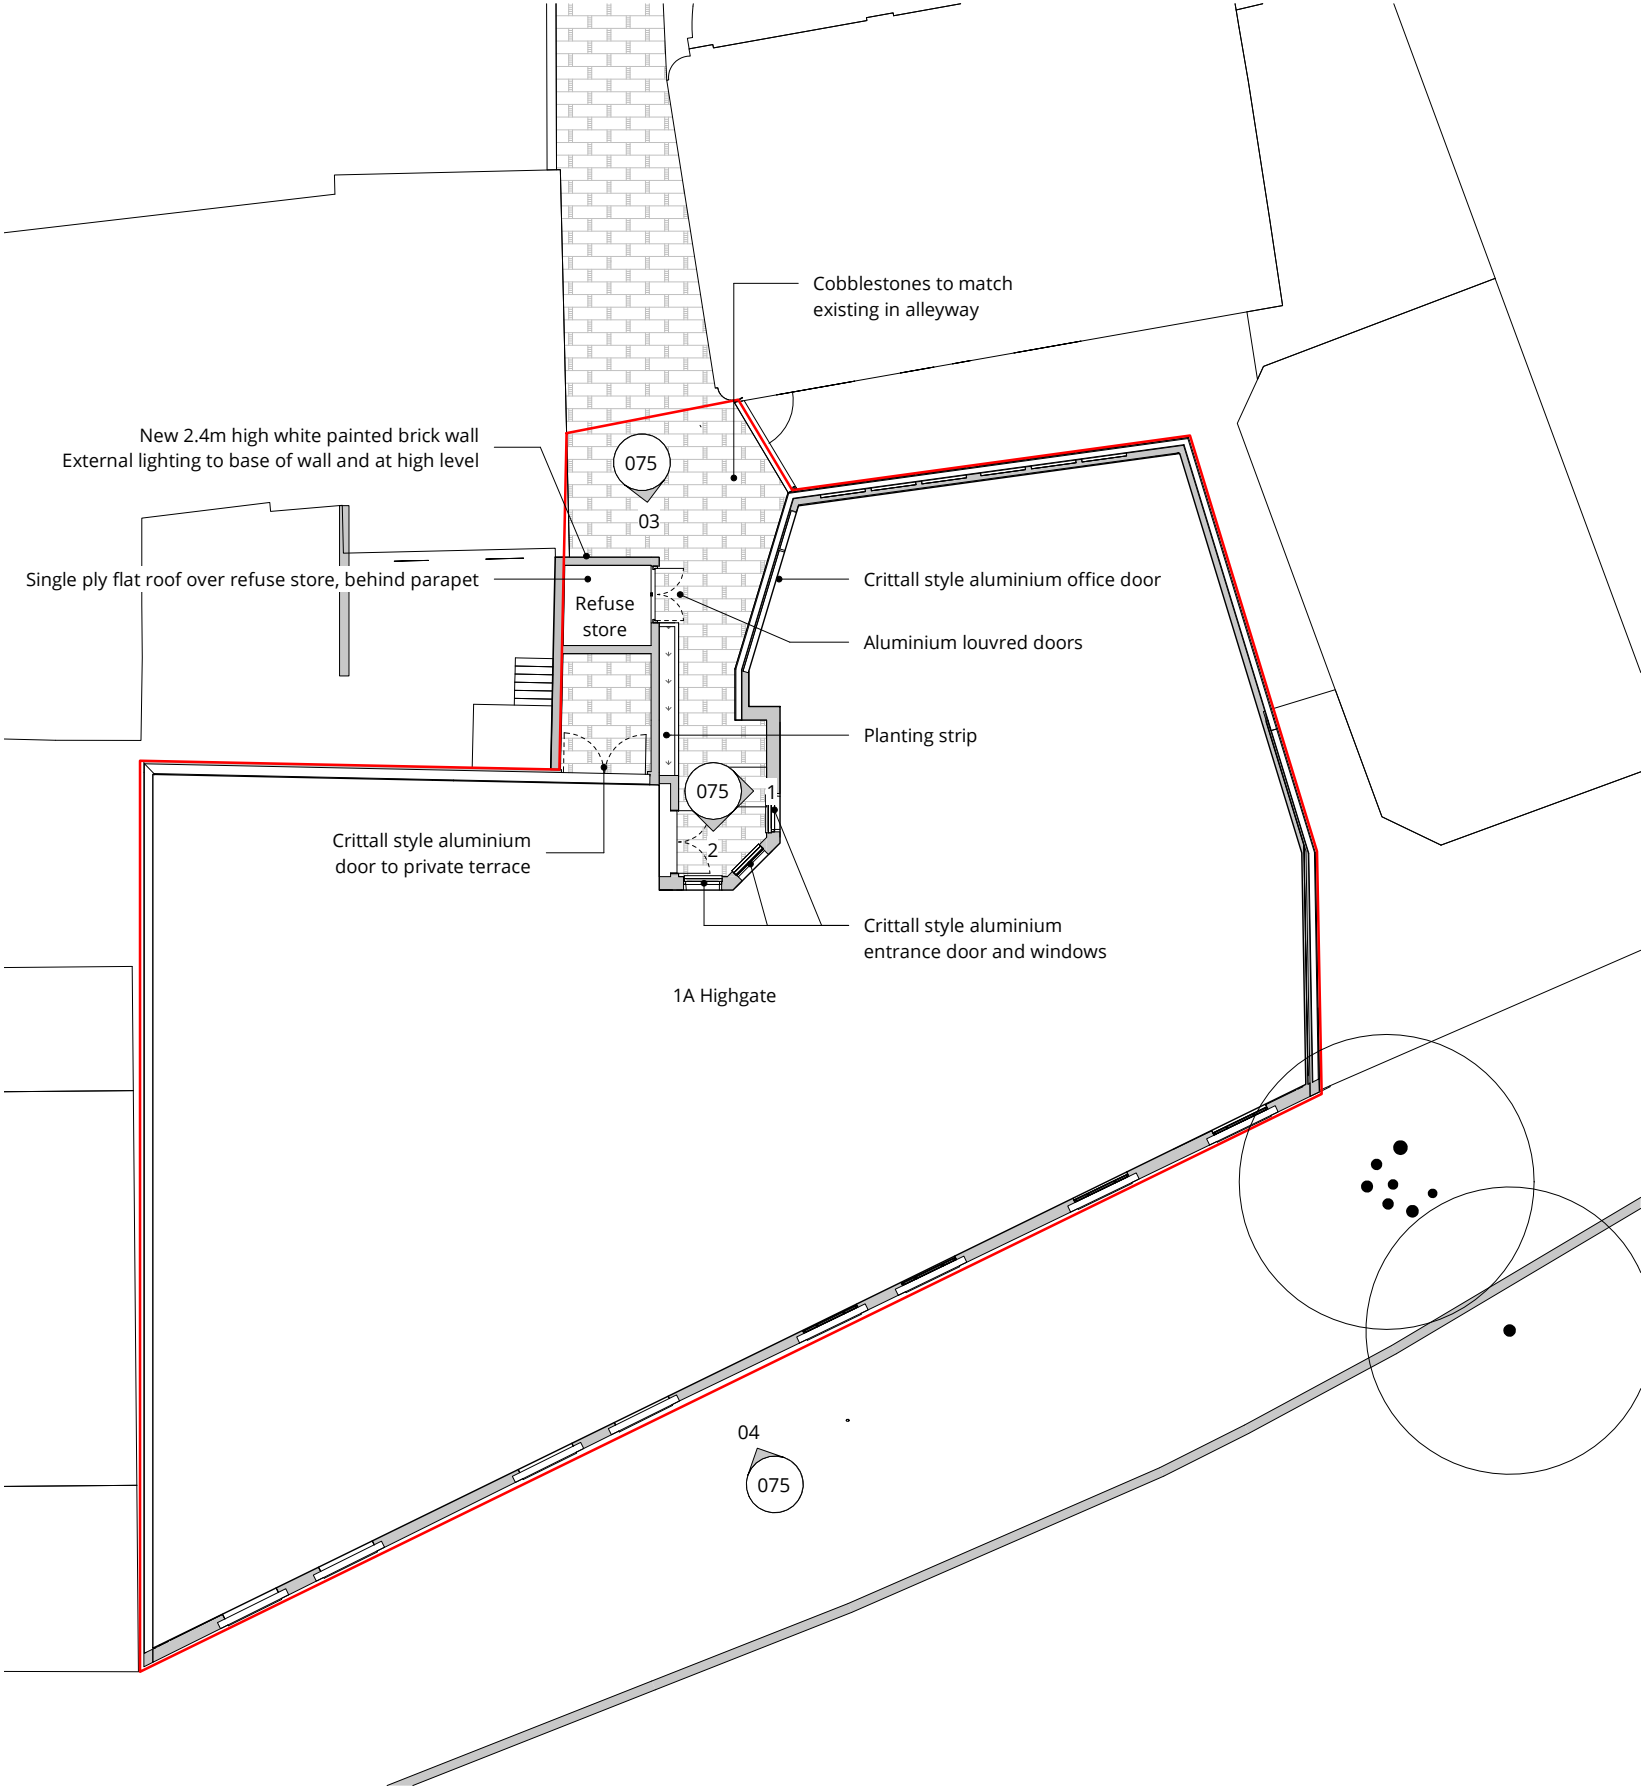 Cobblestones to match
existing in alleyway
New 2.4m high white painted brick wall
External lighting to base of wall and at high level
075
03
Single ply flat roof over refuse store, behind parapet
Refuse
store
Crittall style aluminium office door
Aluminium louvred doors
Planting strip
075
1
2
Crittall style aluminium
door to private terrace
Crittall style aluminium
entrance door and windows
1A Highgate
04
075